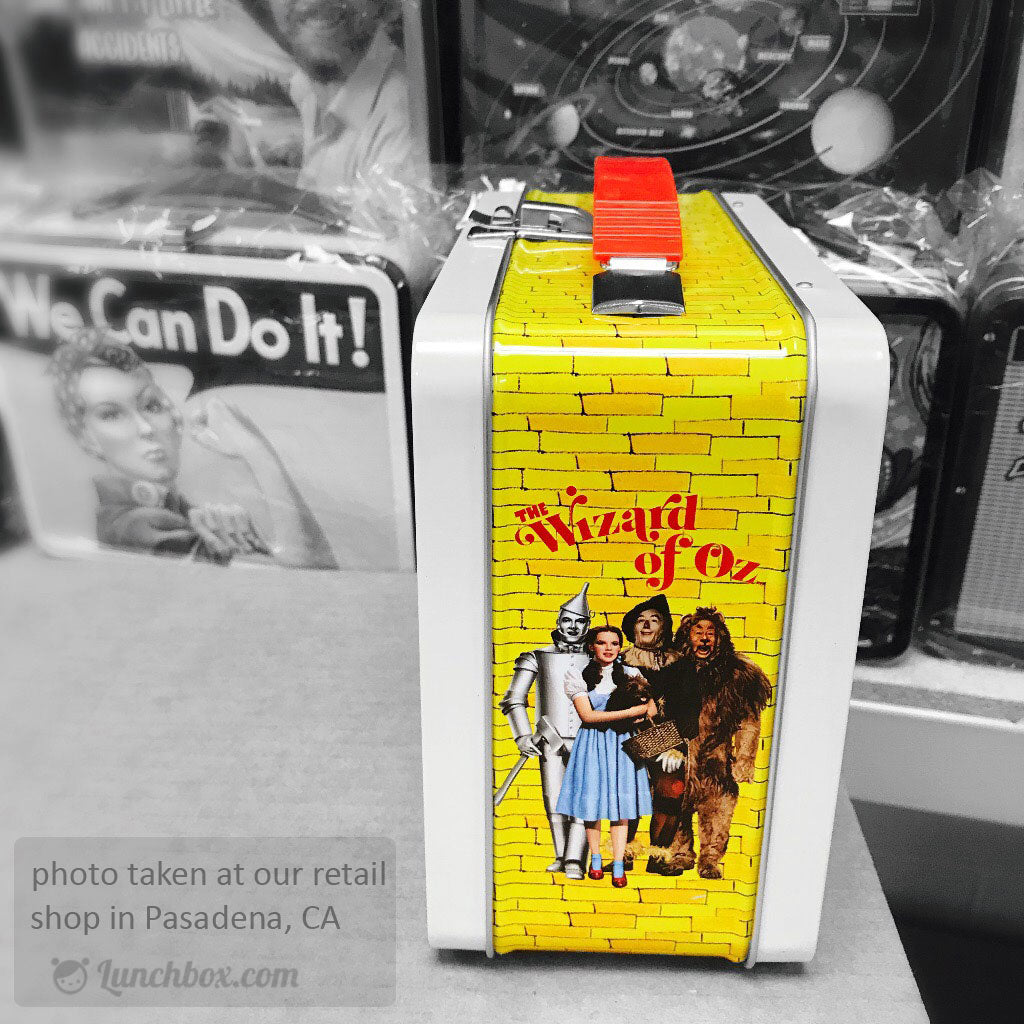 ACCIDENTS
We Can Do It!
THE
Wizard
of Oz
photo taken at our retail
shop in Pasadena, CA
Lunchbox.com